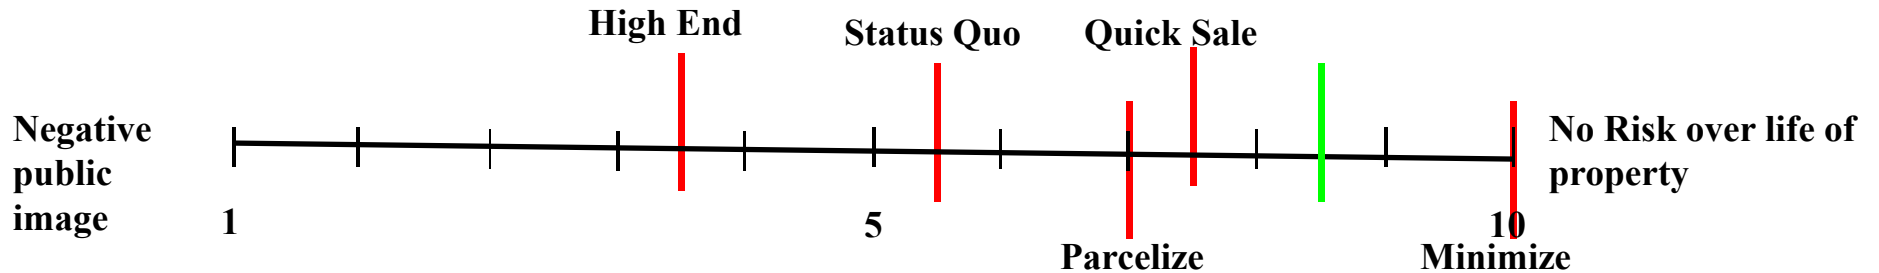 High End
Status Quo
Quick Sale
Negative
public
image
No Risk over life of
property
1
5
10
Parcelize
Minimize